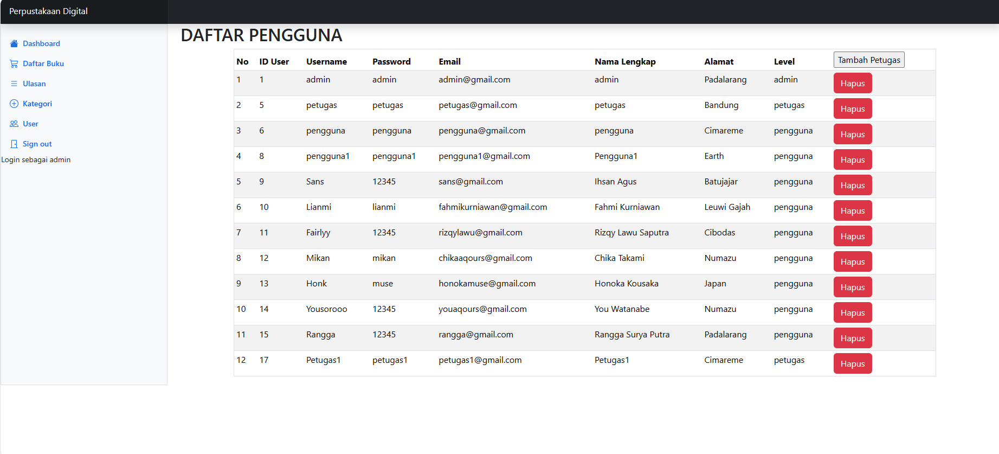 Perpustakaan Digital
Dashboard
Daftar Buku
Ulasan
Kategori
User
Sign out
Login sebagai admin
DAFTAR PENGGUNA
No ID User Username Password Email Nama Lengkap Alamat Level Tambah Petugas
1 1 admin admin admin@gmail.com admin Padalarang admin Hapus
2 5 petugas petugas petugas@gmail.com petugas Bandung petugas Hapus
3 6 pengguna pengguna pengguna@gmail.com pengguna Cimareme pengguna Hapus
4 8 pengguna1 pengguna1 pengguna1@gmail.com Pengguna1 Earth pengguna Hapus
5 9 Sans 12345 sans@gmail.com Ihsan Agus Batujajar pengguna Hapus
6 10 Lianmi lianmi fahmikurniawan@gmail.com Fahmi Kurniawan Leuwi Gajah pengguna Hapus
7 11 Fairlyy 12345 rizqylawu@gmail.com Rizqy Lawu Saputra Cibodas pengguna Hapus
8 12 Mikan mikan chikaaqours@gmail.com Chika Takami Numazu pengguna Hapus
9 13 Honk muse honokamuse@gmail.com Honoka Kousaka Japan pengguna Hapus
10 14 Yousorooo 12345 youaqours@gmail.com You Watanabe Numazu pengguna Hapus
11 15 Rangga 12345 rangga@gmail.com Rangga Surya Putra Padalarang pengguna Hapus
12 17 Petugas1 petugas1 petugas1@gmail.com Petugas1 Cimareme petugas Hapus